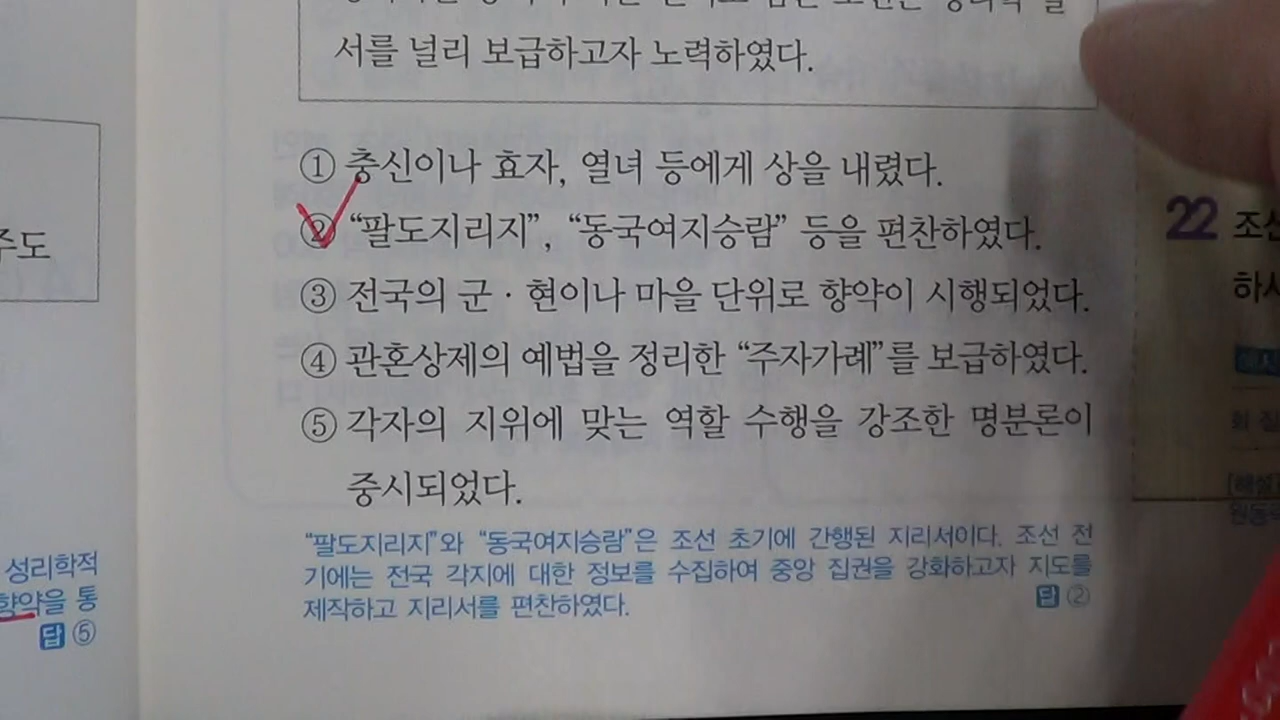 서를 널리 보급하고자 노력하였다.
① 충신이나 효자, 열녀 등에게 상을 내렸다.
② “팔도지리지”, “동국여지승람” 등을 편찬하였다.
③ 전국의 군·현이나 마을 단위로 향약이 시행되었다.
④ 관혼상제의 예법을 정리한 “주자가례”를 보급하였다.
⑤ 각자의 지위에 맞는 역할 수행을 강조한 명분론이
중시되었다.
“팔도지리지”와 “동국여지승람”은 조선 초기에 간행된 지리서이다. 조선 전
기에는 전국 각지에 대한 정보를 수집하여 중앙 집권을 강화하고자 지도를
제작하고 지리서를 편찬하였다.
답 ②
주도
성리학적
향약을 통
답 ⑤
22 조선
하시